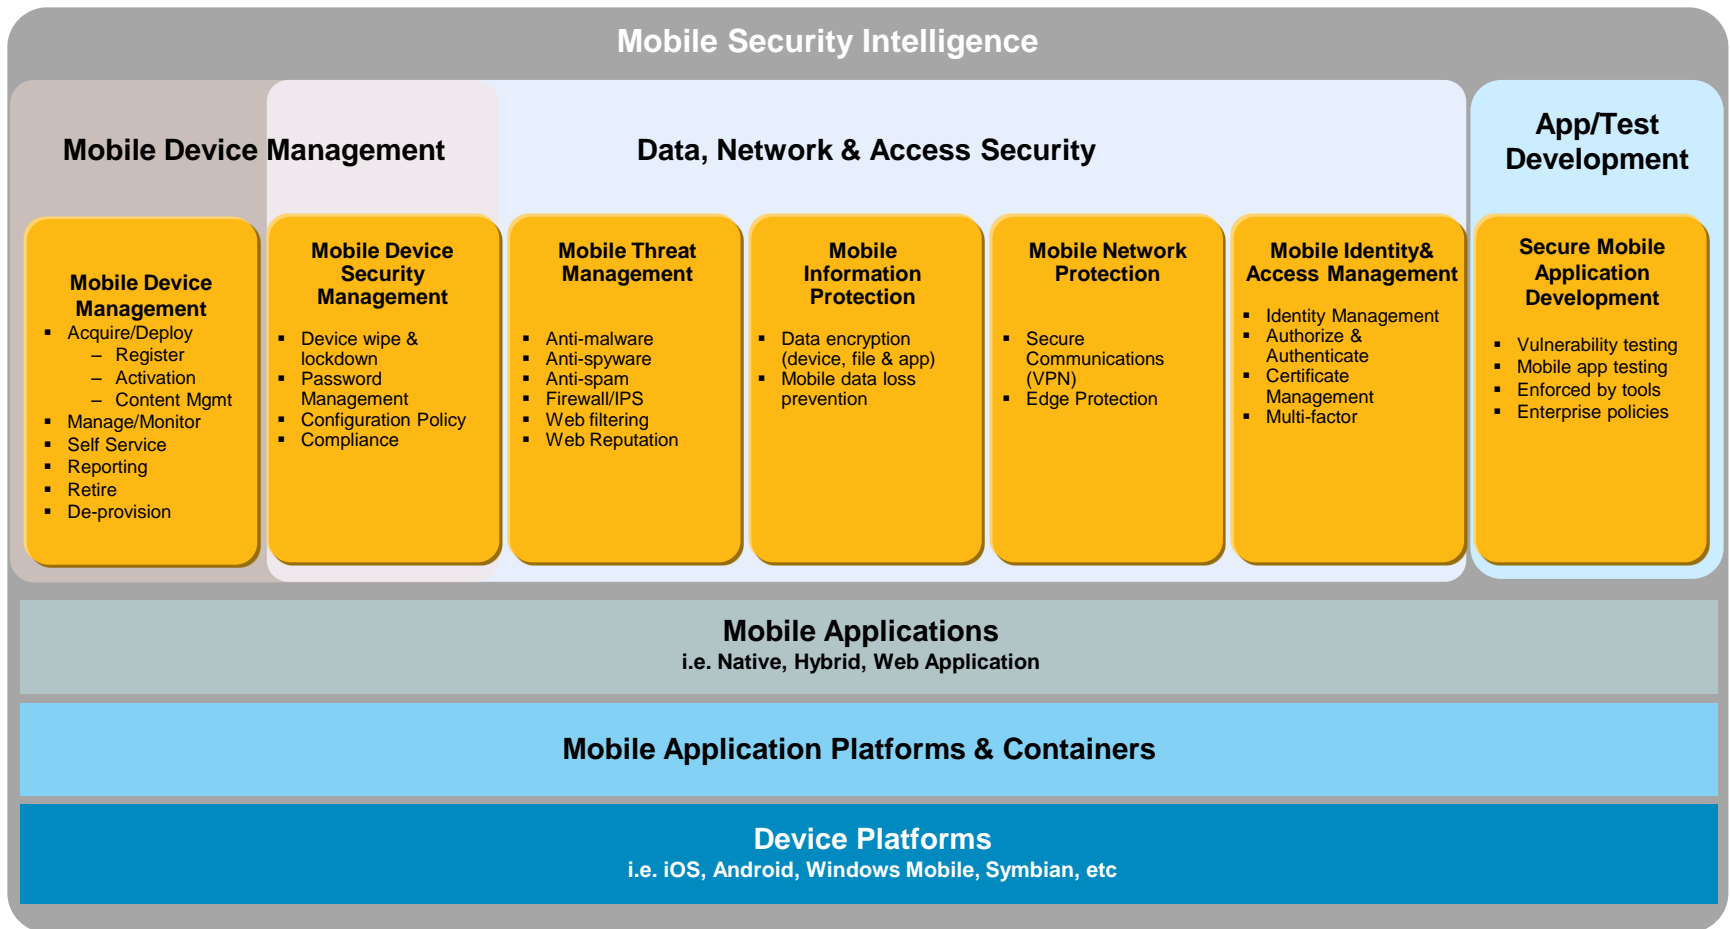 Mobile Security Intelligence
Mobile Device Management
Data, Network & Access Security
App/Test
Development
Mobile Device
Management
▪ Acquire/Deploy
– Register
– Activation
– Content Mgmt
▪ Manage/Monitor
▪ Self Service
▪ Reporting
▪ Retire
▪ De-provision
Mobile Device
Security
Management
▪ Device wipe &
lockdown
▪ Password
Management
▪ Configuration Policy
▪ Compliance
Mobile Threat
Management
▪ Anti-malware
▪ Anti-spyware
▪ Anti-spam
▪ Firewall/IPS
▪ Web filtering
▪ Web Reputation
Mobile
Information
Protection
▪ Data encryption
(device, file & app)
▪ Mobile data loss
prevention
Mobile Network
Protection
▪ Secure
Communications
(VPN)
▪ Edge Protection
Mobile Identity&
Access Management
▪ Identity Management
▪ Authorize &
Authenticate
▪ Certificate
Management
▪ Multi-factor
Secure Mobile
Application
Development
▪ Vulnerability testing
▪ Mobile app testing
▪ Enforced by tools
▪ Enterprise policies
Mobile Applications
i.e. Native, Hybrid, Web Application
Mobile Application Platforms & Containers
Device Platforms
i.e. iOS, Android, Windows Mobile, Symbian, etc